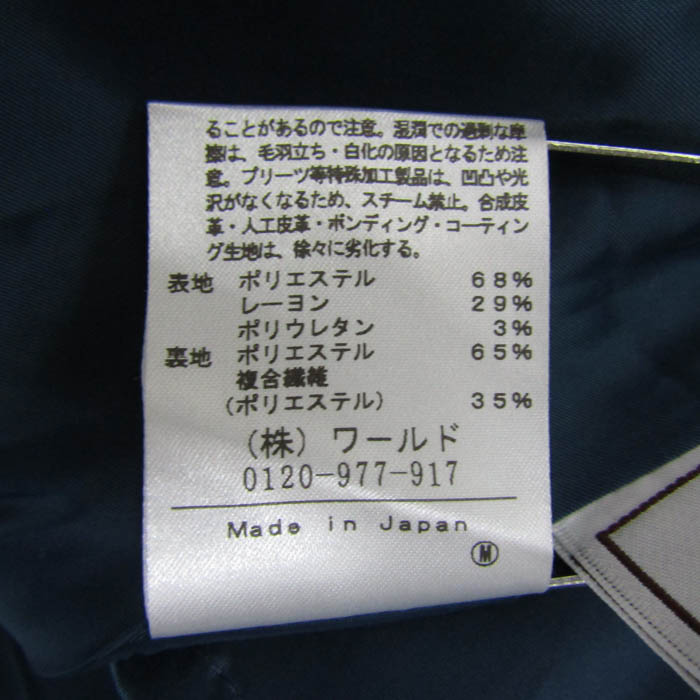 ることがあるので注意。湿潤での過剰な摩
擦は、毛羽立ち・白化の原因となるため注
意。プリーツ等特殊加工製品は、凹凸や光
沢がなくなるため、スチーム禁止。合成皮
革・人工皮革・ボンディング・コーティン
グ生地は、徐々に劣化する。
表地 ポリエステル 68%
レーヨン 29%
ポリウレタン 3%
裏地 ポリエステル 65%
複合繊維
(ポリエステル) 35%
(株) ワールド
0120-977-917
Made in Japan
Ⓜ